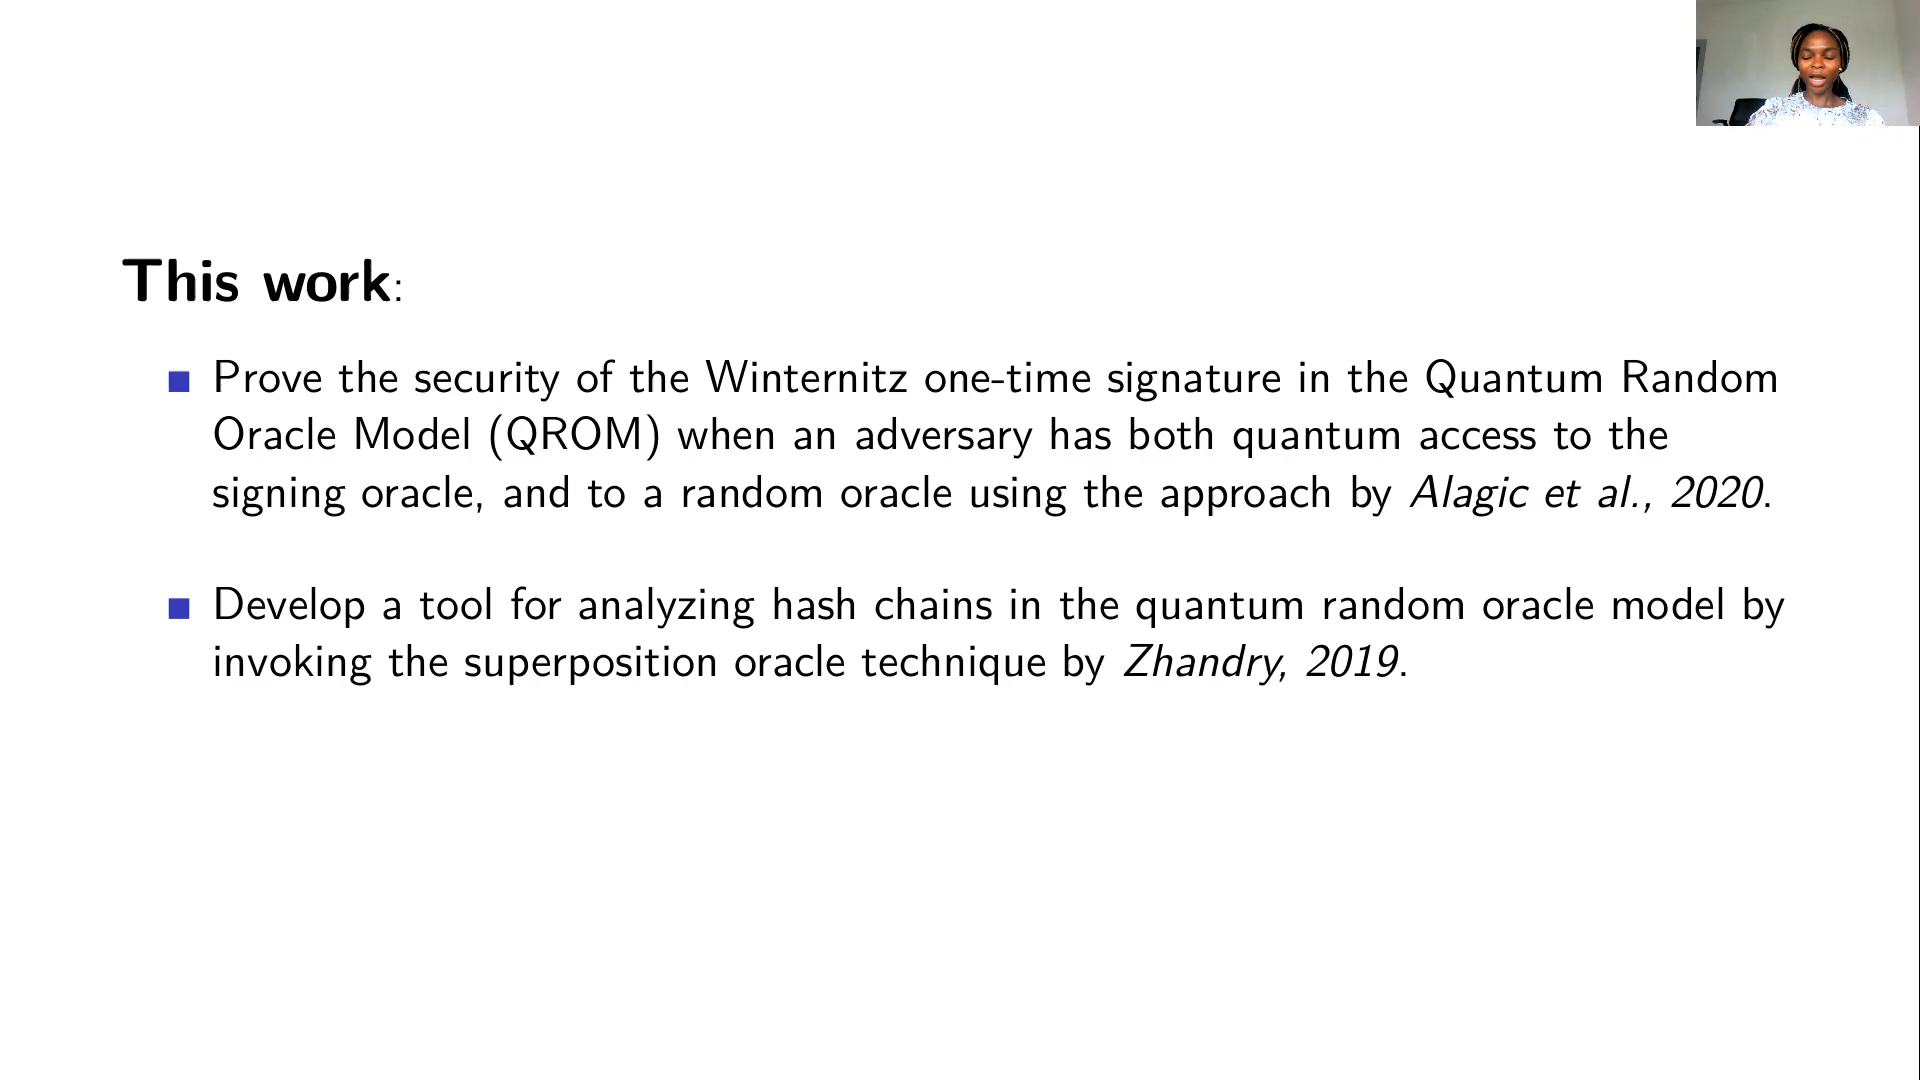 This work:
Prove the security of the Winternitz one-time signature in the Quantum Random
Oracle Model (QROM) when an adversary has both quantum access to the
signing oracle, and to a random oracle using the approach by Alagic et al., 2020.
Develop a tool for analyzing hash chains in the quantum random oracle model by
invoking the superposition oracle technique by Zhandry, 2019.